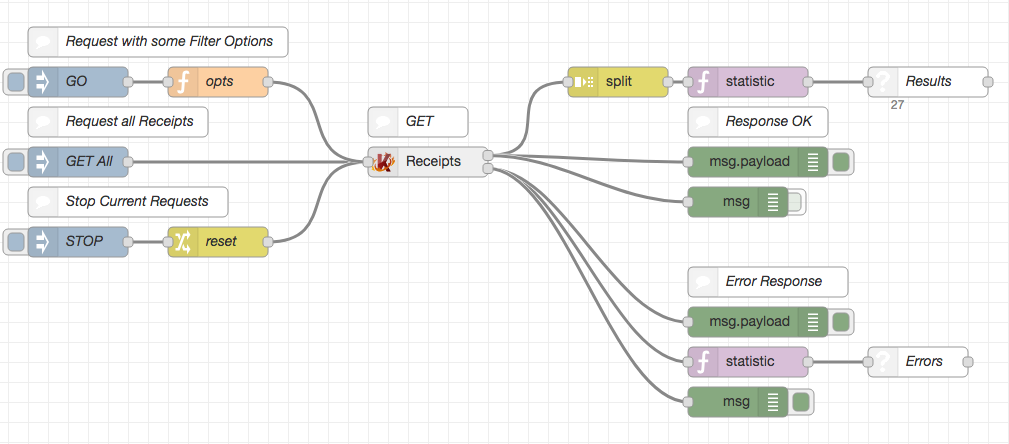 Request with some Filter Options
GO
opts
split
statistic
Results
27
Request all Receipts
GET
Response OK
GET All
Receipts
msg.payload
Stop Current Requests
msg
STOP
reset
Error Response
msg.payload
statistic
Errors
msg